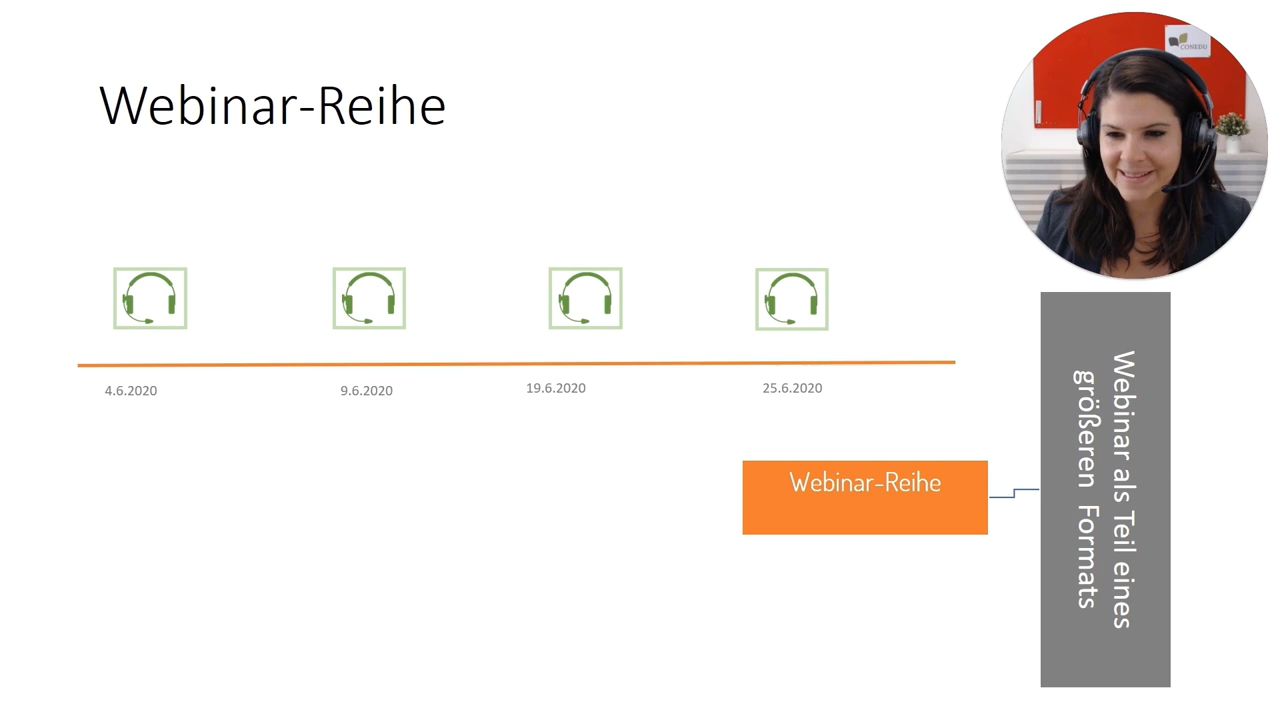 Webinar-Reihe
CONEDU
4.6.2020
9.6.2020
19.6.2020
25.6.2020
Webinar-Reihe
Webinar als Teil eines
größeren Formats